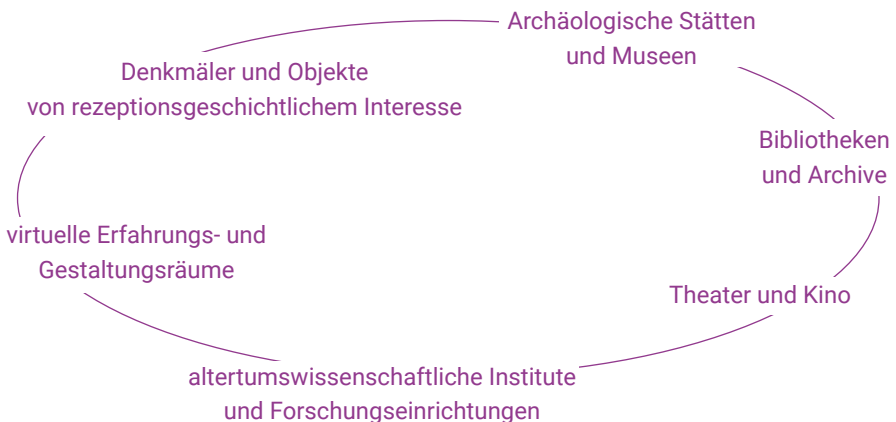 Archäologische Stätten
und Museen
Denkmäler und Objekte
von rezeptionsgeschichtlichem Interesse
Bibliotheken
und Archive
virtuelle Erfahrungs- und
Gestaltungsräume
Theater und Kino
altertumswissenschaftliche Institute
und Forschungseinrichtungen